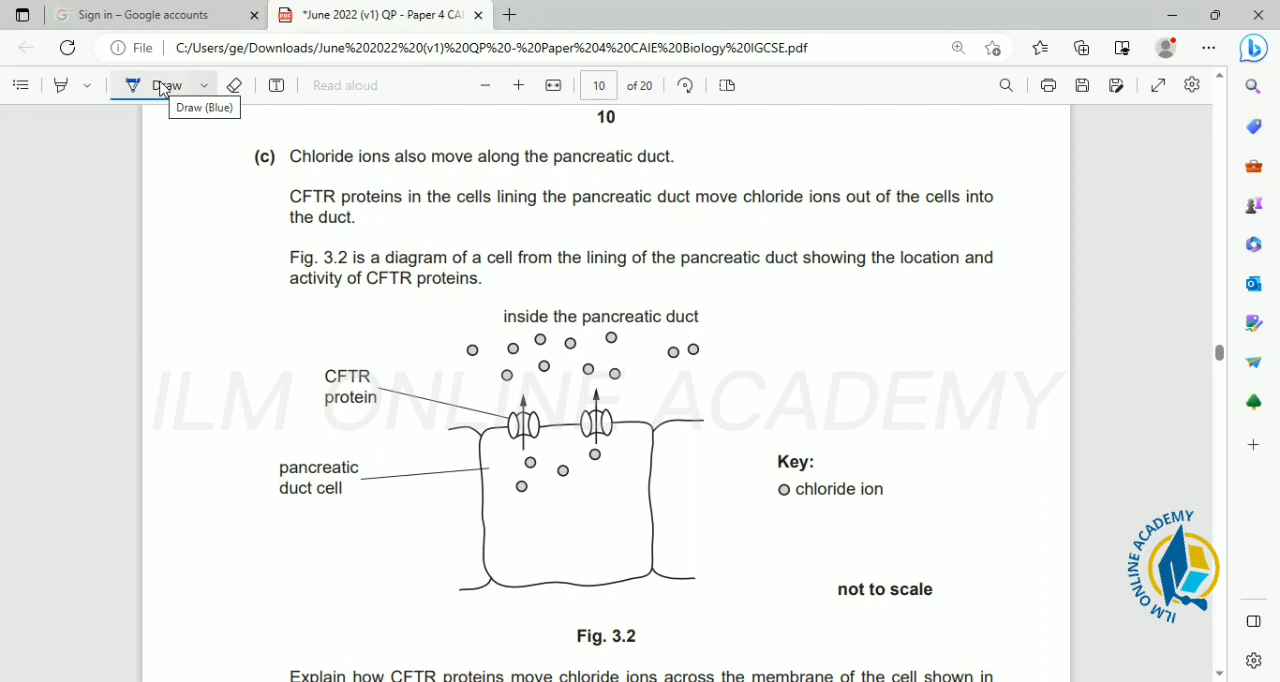 Sign in – Google accounts
*June 2022 (v1) QP - Paper 4 CAI
File
C:/Users/ge/Downloads/June%202022%20(v1)%20QP%20-%20Paper%204%20CAIE%20Biology%20IGCSE.pdf
Draw
Read aloud
10
of 20
Draw (Blue)
10
(c) Chloride ions also move along the pancreatic duct.
CFTR proteins in the cells lining the pancreatic duct move chloride ions out of the cells into
the duct.
Fig. 3.2 is a diagram of a cell from the lining of the pancreatic duct showing the location and
activity of CFTR proteins.
inside the pancreatic duct
CFTR
protein
ILM ONLINE ACADEMY
pancreatic
duct cell
Key:
chloride ion
ILM ONLINE ACADEMY
not to scale
Fig. 3.2
Explain how CFTR proteins move chloride ions across the membrane of the cell shown in